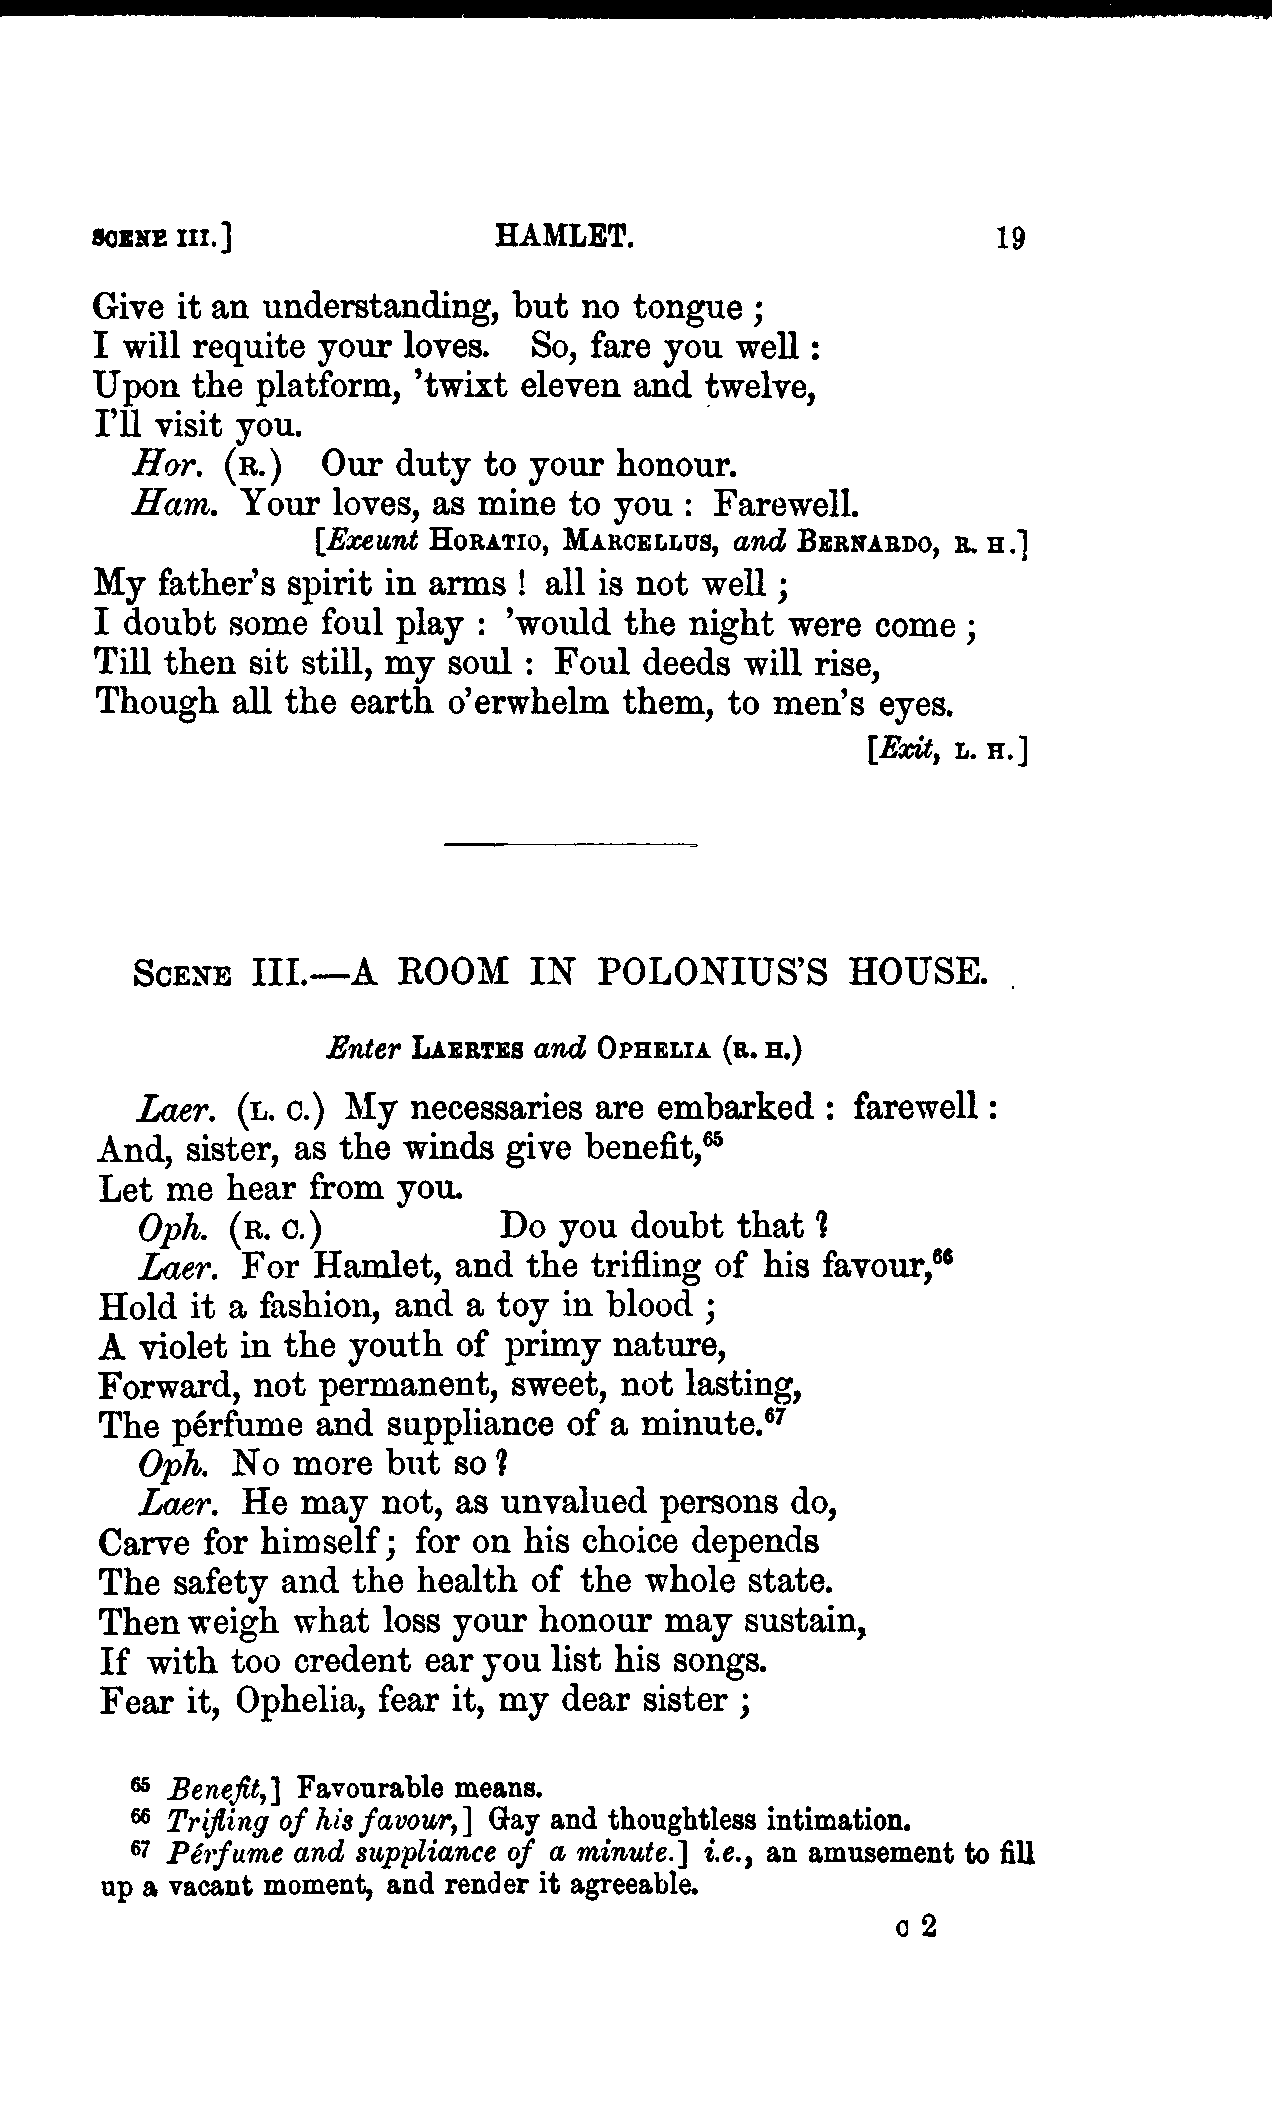 SCENE III.] HAMLET. 19
Give it an understanding, but no tongue ;
I will requite your loves. So, fare you well :
Upon the platform, 'twixt eleven and twelve,
I'll visit you.
Hor. (R.) Our duty to your honour.
Ham. Your loves, as mine to you : Farewell.
[Exeunt HORATIO, MARCELLUS, and BERNARDO, R. H.]
My father's spirit in arms ! all is not well ;
I doubt some foul play : 'would the night were come ;
Till then sit still, my soul : Foul deeds will rise,
Though all the earth o'erwhelm them, to men's eyes.
[Exit, L. H.]
SCENE III.—A ROOM IN POLONIUS'S HOUSE.
Enter LAERTES and OPHELIA (R. H.)
Laer. (L. C.) My necessaries are embarked : farewell :
And, sister, as the winds give benefit,⁶⁵
Let me hear from you.
Oph. (R. C.) Do you doubt that ?
Laer. For Hamlet, and the trifling of his favour,⁶⁶
Hold it a fashion, and a toy in blood ;
A violet in the youth of primy nature,
Forward, not permanent, sweet, not lasting,
The pérfume and suppliance of a minute.⁶⁷
Oph. No more but so ?
Laer. He may not, as unvalued persons do,
Carve for himself ; for on his choice depends
The safety and the health of the whole state.
Then weigh what loss your honour may sustain,
If with too credent ear you list his songs.
Fear it, Ophelia, fear it, my dear sister ;
⁶⁵ Benefit,] Favourable means.
⁶⁶ Trifling of his favour,] Gay and thoughtless intimation.
⁶⁷ Pérfume and suppliance of a minute.] i.e., an amusement to fill
up a vacant moment, and render it agreeable.
C 2